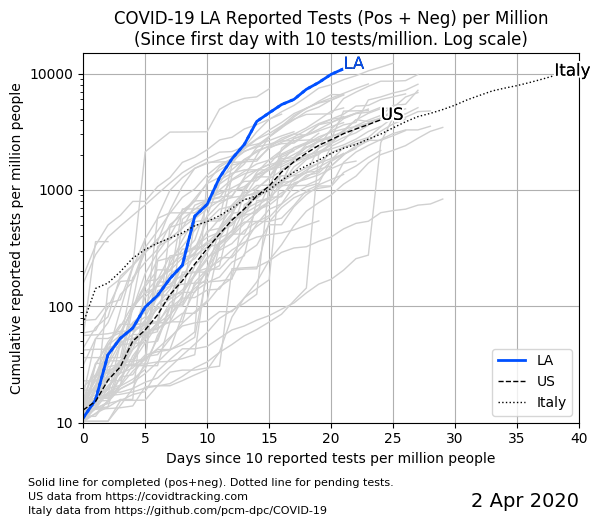 COVID-19 LA Reported Tests (Pos + Neg) per Million
(Since first day with 10 tests/million. Log scale)
Cumulative reported tests per million people
10000
1000
100
10
LA
US
Italy
LA
US
Italy
0 5 10 15 20 25 30 35 40
Days since 10 reported tests per million people
Solid line for completed (pos+neg). Dotted line for pending tests.
US data from https://covidtracking.com
Italy data from https://github.com/pcm-dpc/COVID-19
2 Apr 2020